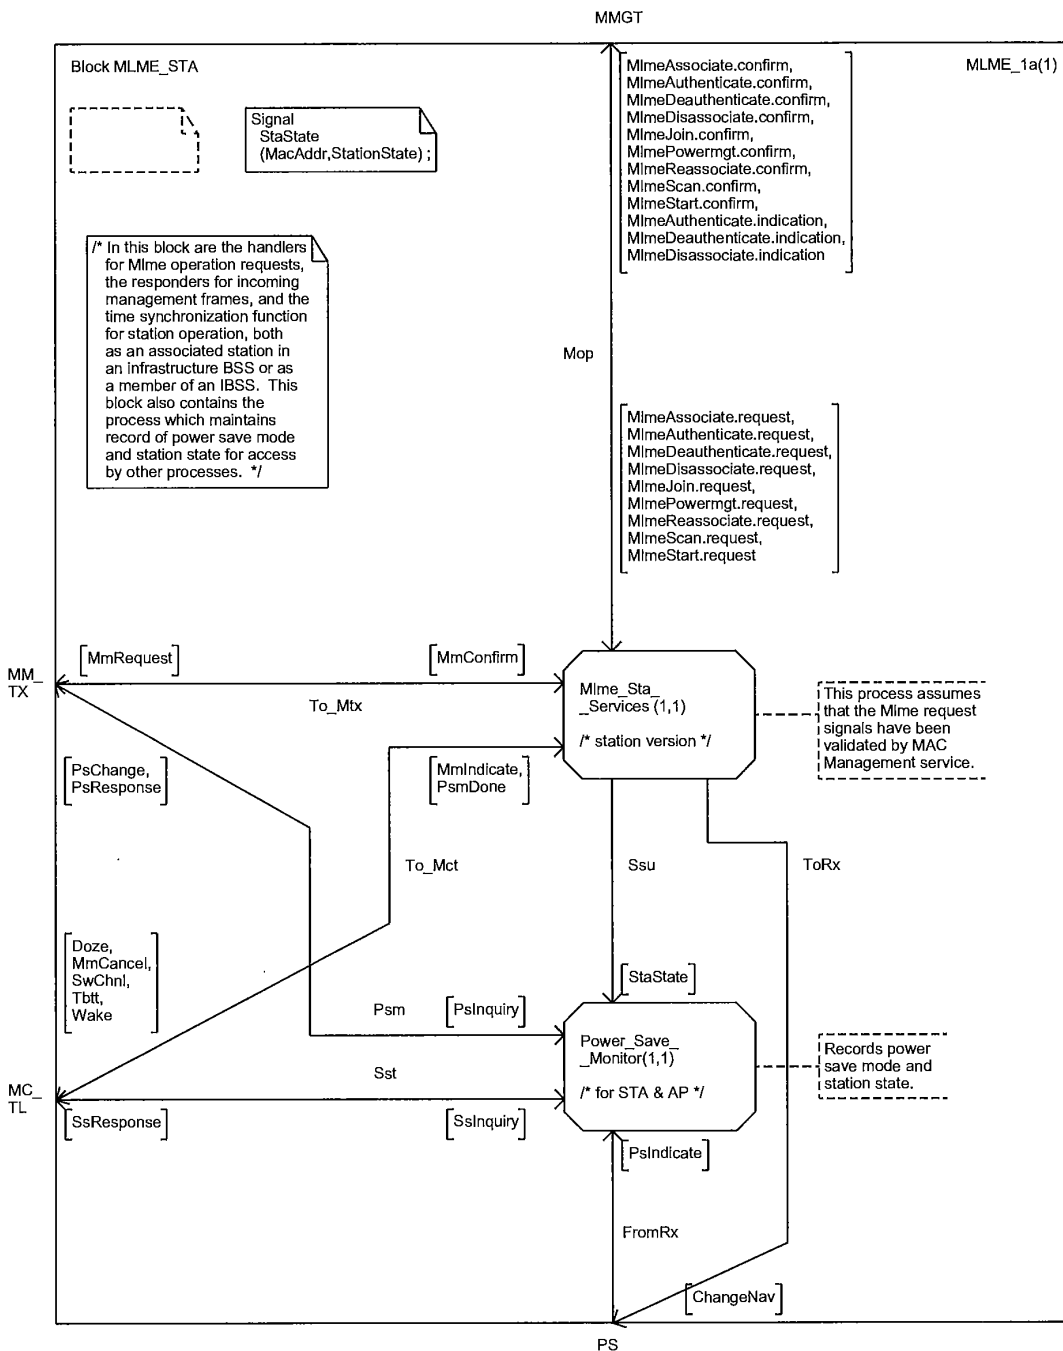 MMGT
Block MLME_STA
MLME_1a(1)
Signal
StaState
(MacAddr,StationState) ;
MlmeAssociate.confirm,
MlmeAuthenticate.confirm,
MlmeDeauthenticate.confirm,
MlmeDisassociate.confirm,
MlmeJoin.confirm,
MlmePowermgt.confirm,
MlmeReassociate.confirm,
MlmeScan.confirm,
MlmeStart.confirm,
MlmeAuthenticate.indication,
MlmeDeauthenticate.indication,
MlmeDisassociate.indication
/* In this block are the handlers
for Mlme operation requests,
the responders for incoming
management frames, and the
time synchronization function
for station operation, both
as an associated station in
an infrastructure BSS or as
a member of an IBSS. This
block also contains the
process which maintains
record of power save mode
and station state for access
by other processes. */
Mop
MlmeAssociate.request,
MlmeAuthenticate.request,
MlmeDeauthenticate.request,
MlmeDisassociate.request,
MlmeJoin.request,
MlmePowermgt.request,
MlmeReassociate.request,
MlmeScan.request,
MlmeStart.request
MmRequest
MmConfirm
MM_
TX
To_Mtx
Mlme_Sta_
_Services (1,1)
/* station version */
This process assumes
that the Mlme request
signals have been
validated by MAC
Management service.
PsChange,
PsResponse
MmIndicate,
PsmDone
To_Mct
Ssu
ToRx
Doze,
MmCancel,
SwChnl,
Tbtt,
Wake
StaState
Psm
PsInquiry
Power_Save_
_Monitor(1,1)
/* for STA & AP */
Records power
save mode and
station state.
Sst
MC_
TL
SsResponse
SsInquiry
PsIndicate
FromRx
ChangeNav
PS